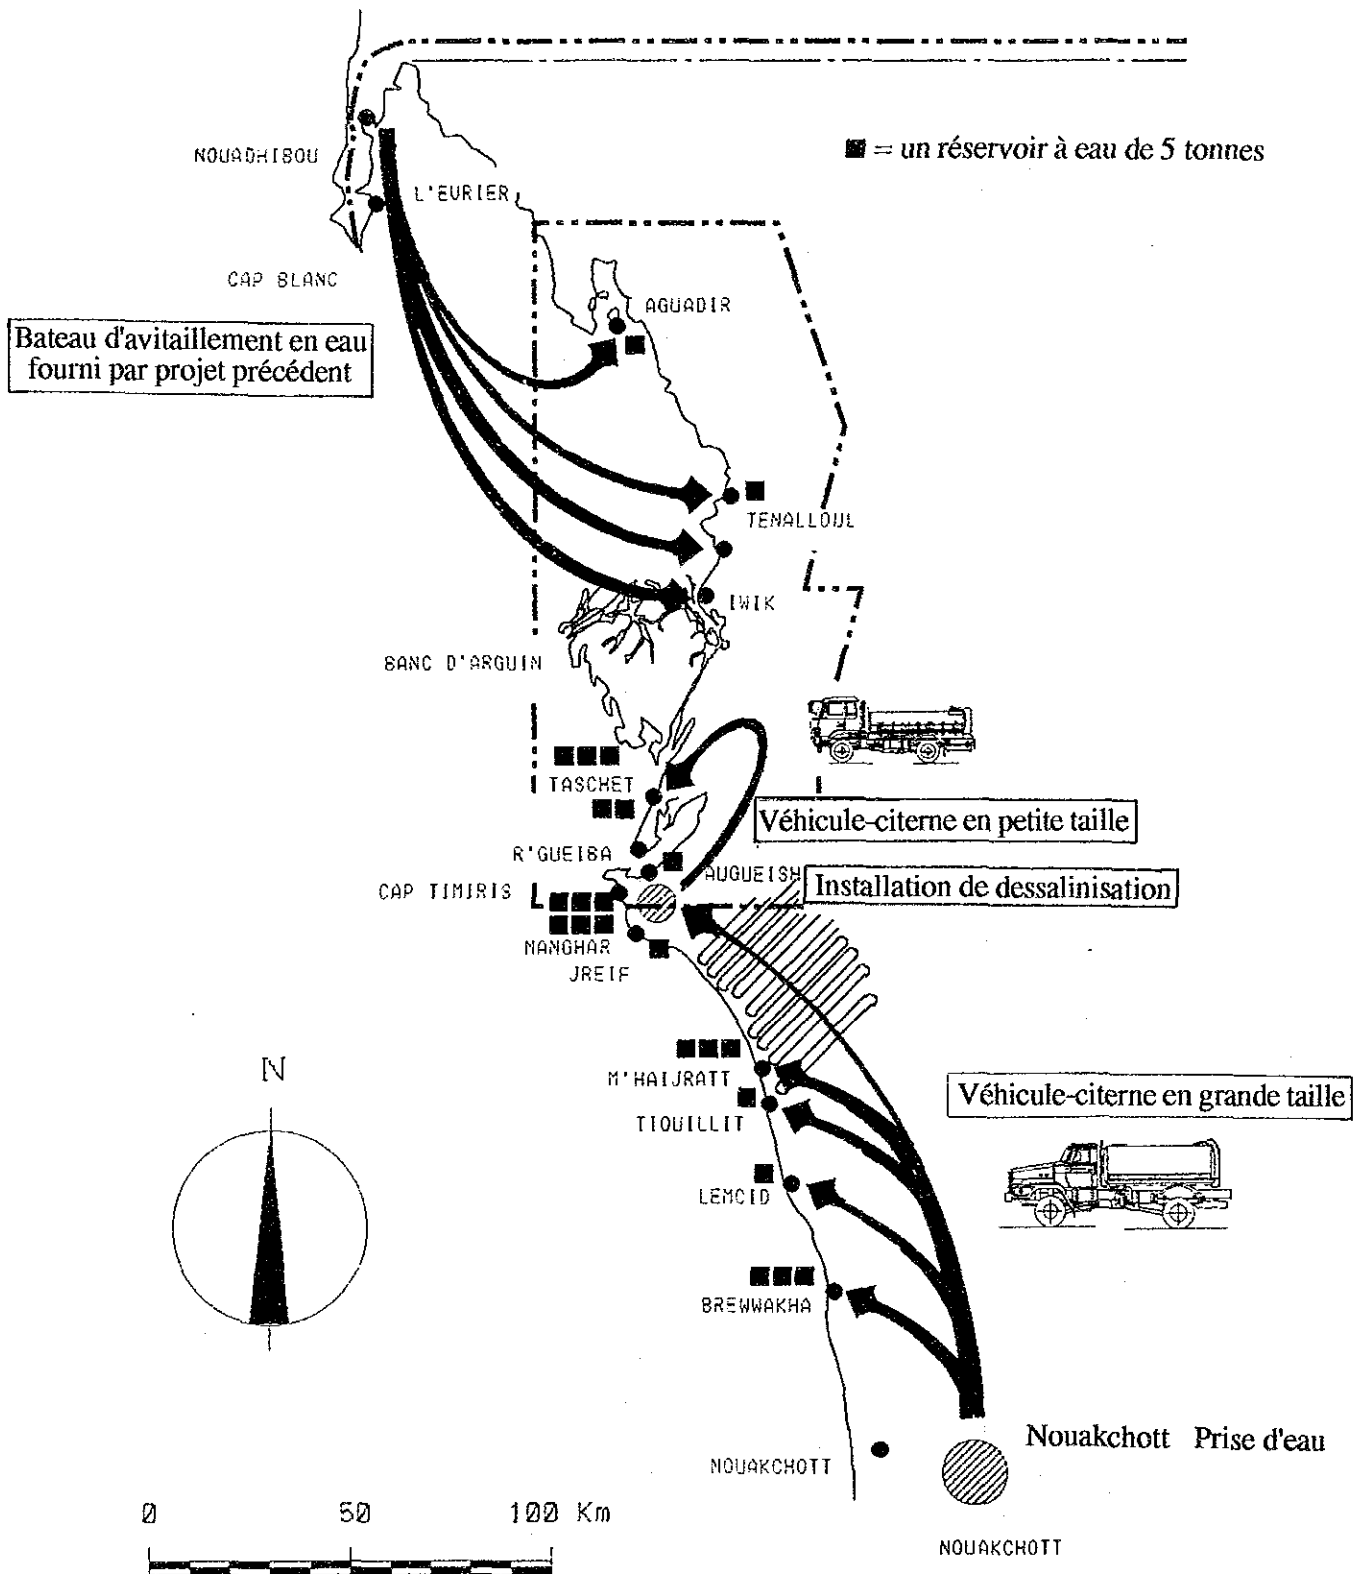 ■ = un réservoir à eau de 5 tonnes
NOUADHIBOU
L'EVRIER
CAP BLANC
AGUADIR
Bateau d'avitaillement en eau
fourni par projet précédent
TENALLOUL
IWIK
BANC D'ARGUIN
TASCHET
Véhicule-citerne en petite taille
R'GUEIBA
AUGUEISH
CAP TIMIRIS
Installation de dessalinisation
NANGHAR
JREIF
N
M'HAIJRATT
Véhicule-citerne en grande taille
TIOUILLIT
LEMCID
BREWWAKHA
Nouakchott Prise d'eau
NOUAKCHOTT
0 50 100 Km
NOUAKCHOTT